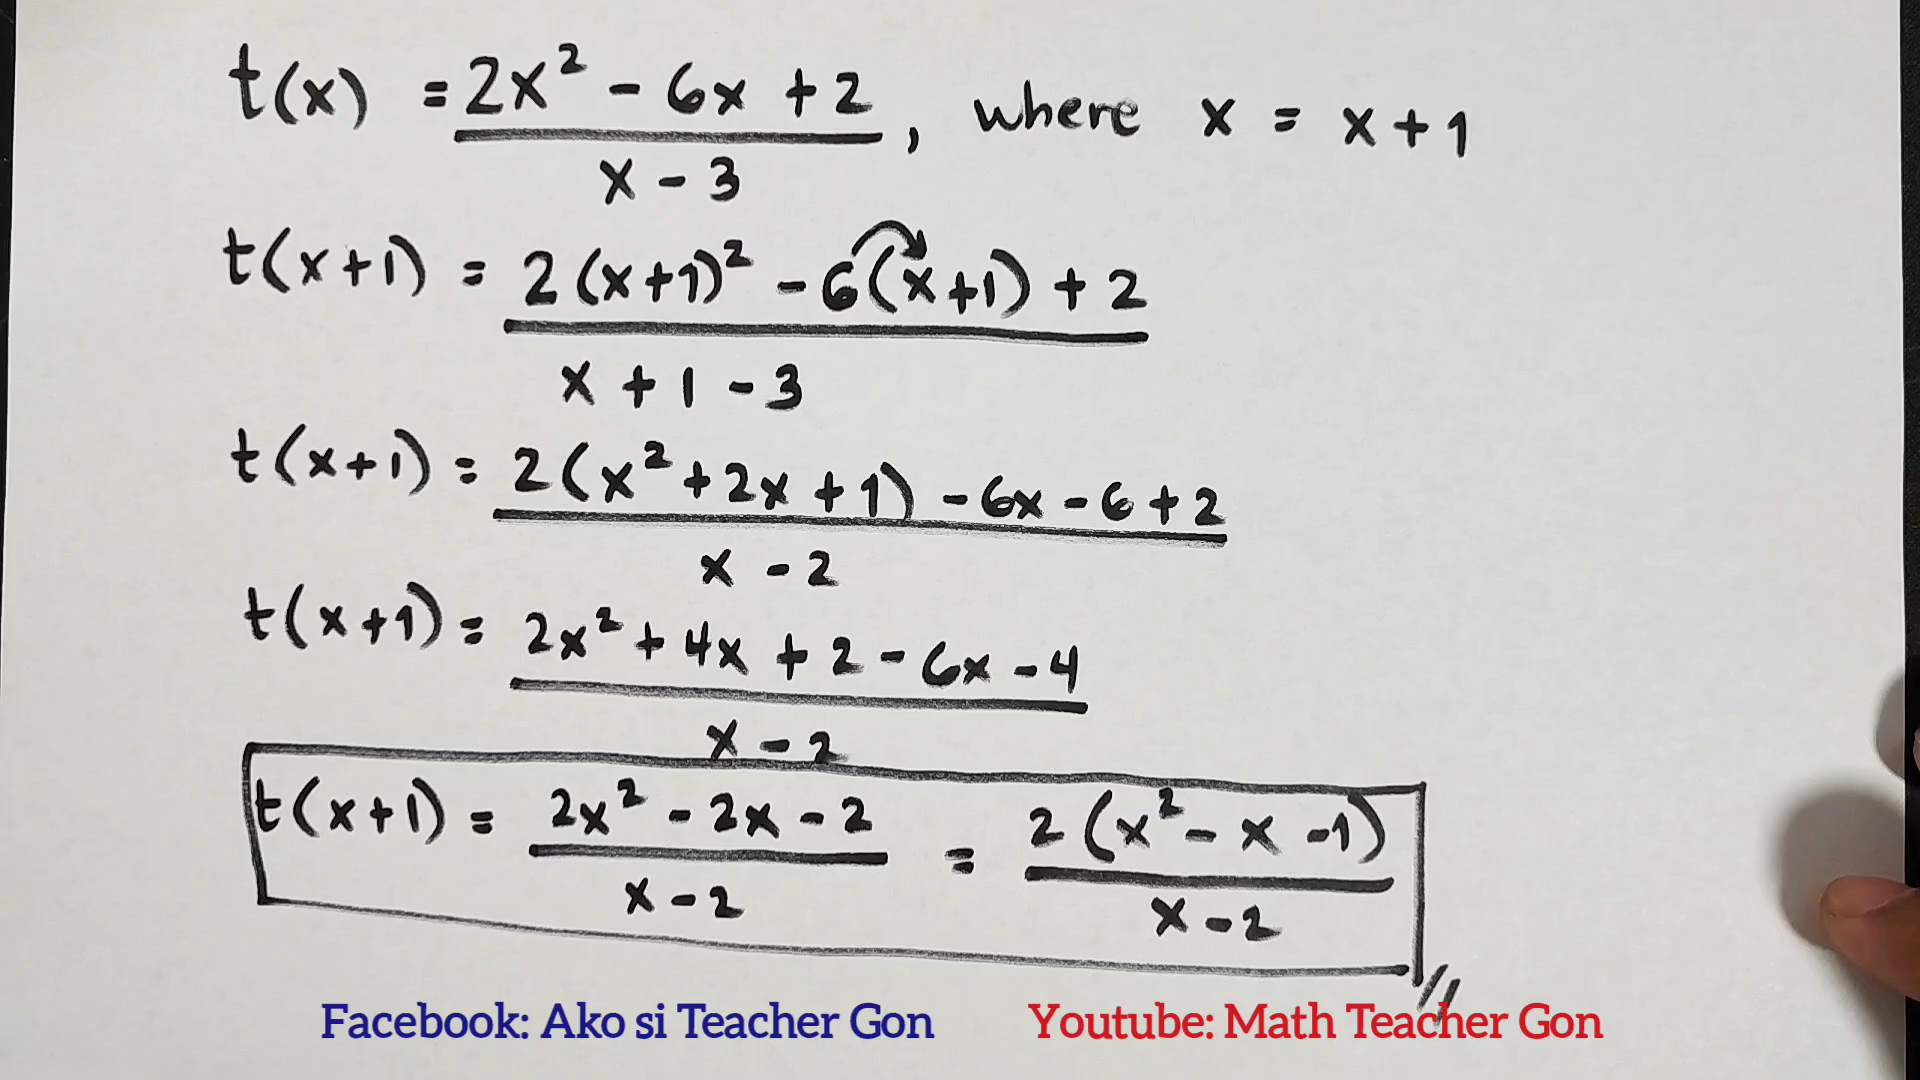 t(x) = 2x² - 6x + 2 , where x = x + 1
x - 3
t(x+1) = 2(x+1)² - 6(x+1) + 2
x + 1 - 3
t(x+1) = 2(x² + 2x + 1) - 6x - 6 + 2
x - 2
t(x+1) = 2x² + 4x + 2 - 6x - 4
x - 2
t(x+1) = 2x² - 2x - 2 = 2(x² - x - 1)
x - 2 x - 2
Facebook: Ako si Teacher Gon Youtube: Math Teacher Gon